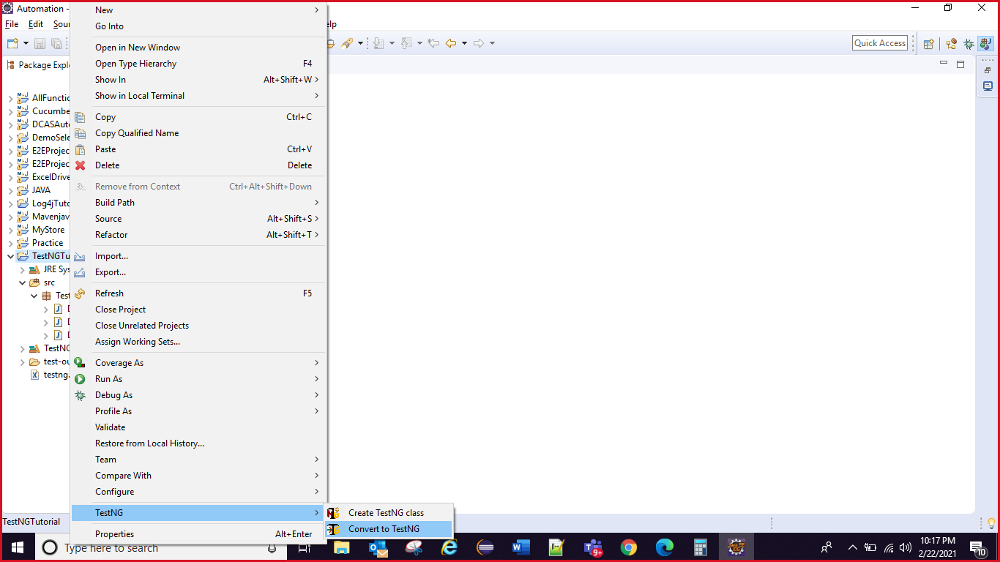 Automation -
File Edit Sour
elp
Quick Access
Package Expl
AllFunctio
Cucumbe
DCASAuto
DemoSele
E2EProjec
E2EProjec
ExcelDrive
JAVA
Log4jTuto
Mavenjav
MyStore
Practice
TestNGTu
JRE Sys
src
Test
TestNG
test-ou
testng.
New
Go Into
Open in New Window
Open Type Hierarchy F4
Show In Alt+Shift+W
Show in Local Terminal
Copy Ctrl+C
Copy Qualified Name
Paste Ctrl+V
Delete Delete
Remove from Context Ctrl+Alt+Shift+Down
Build Path
Source Alt+Shift+S
Refactor Alt+Shift+T
Import...
Export...
Refresh F5
Close Project
Close Unrelated Projects
Assign Working Sets...
Coverage As
Run As
Debug As
Profile As
Validate
Restore from Local History...
Team
Compare With
Configure
TestNG
Properties Alt+Enter
Create TestNG class
Convert to TestNG
TestNGTutorial
Type here to search
9+
10:17 PM
2/22/2021
10